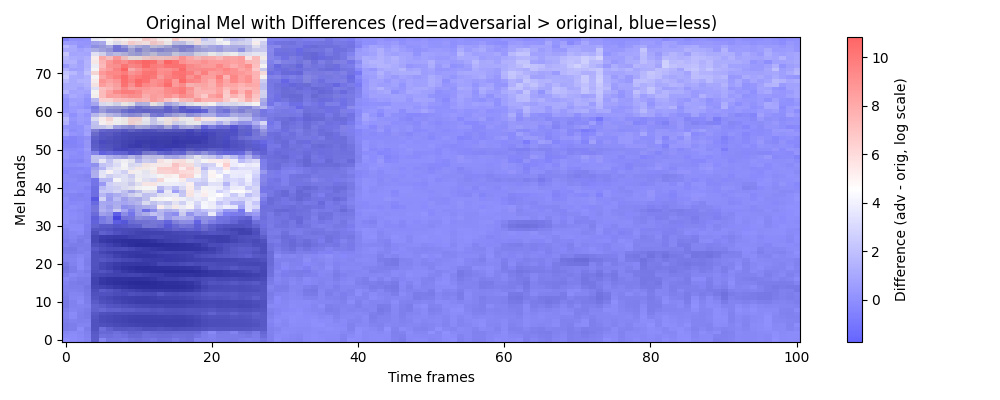 Original Mel with Differences (red=adversarial > original, blue=less)
Mel bands
70
60
50
40
30
20
10
0
0 20 40 60 80 100
Time frames
10
8
6
4
2
0
Difference (adv - orig, log scale)